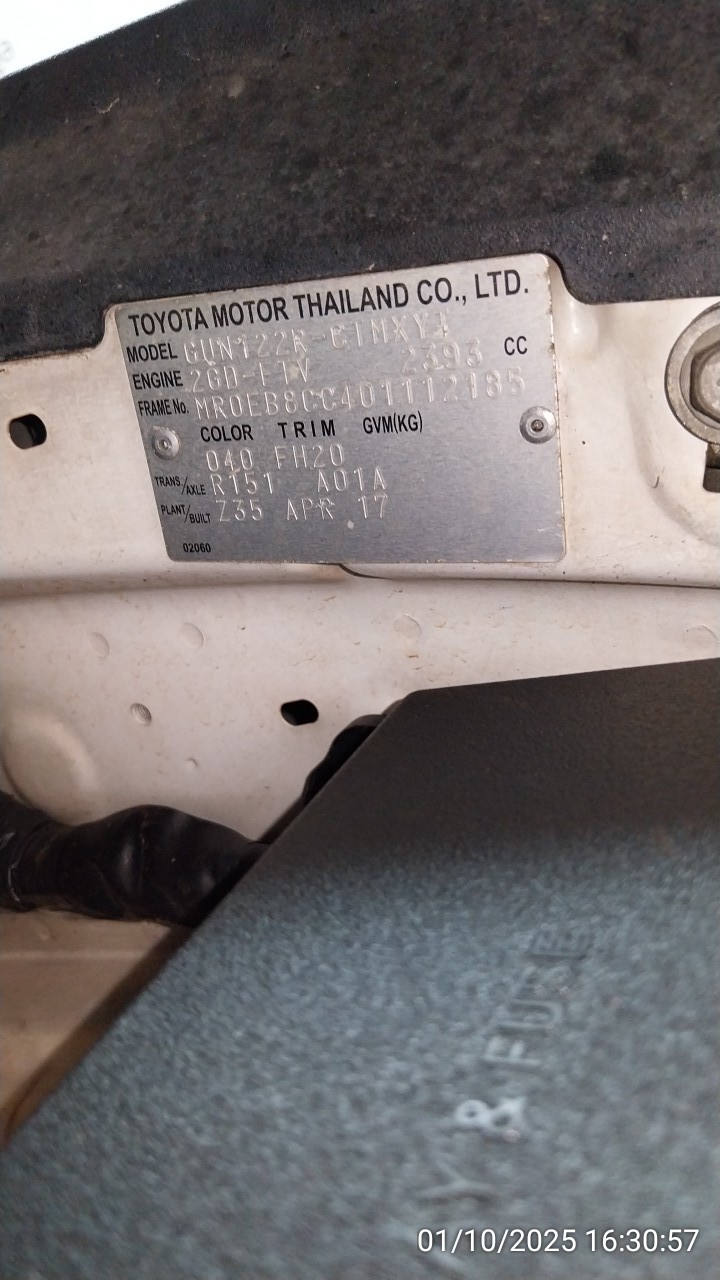 TOYOTA MOTOR THAILAND CO., LTD.
MODEL GUN122R-CTMXY4
ENGINE 2GD-FTV 2393 CC
FRAME No. MR0EB8CC401112185
COLOR TRIM GVM(KG)
040 FH20
TRANS/AXLE R151 A01A
PLANT/BUILT Z35 APR 17
02060
Y & FUSE
01/10/2025 16:30:57